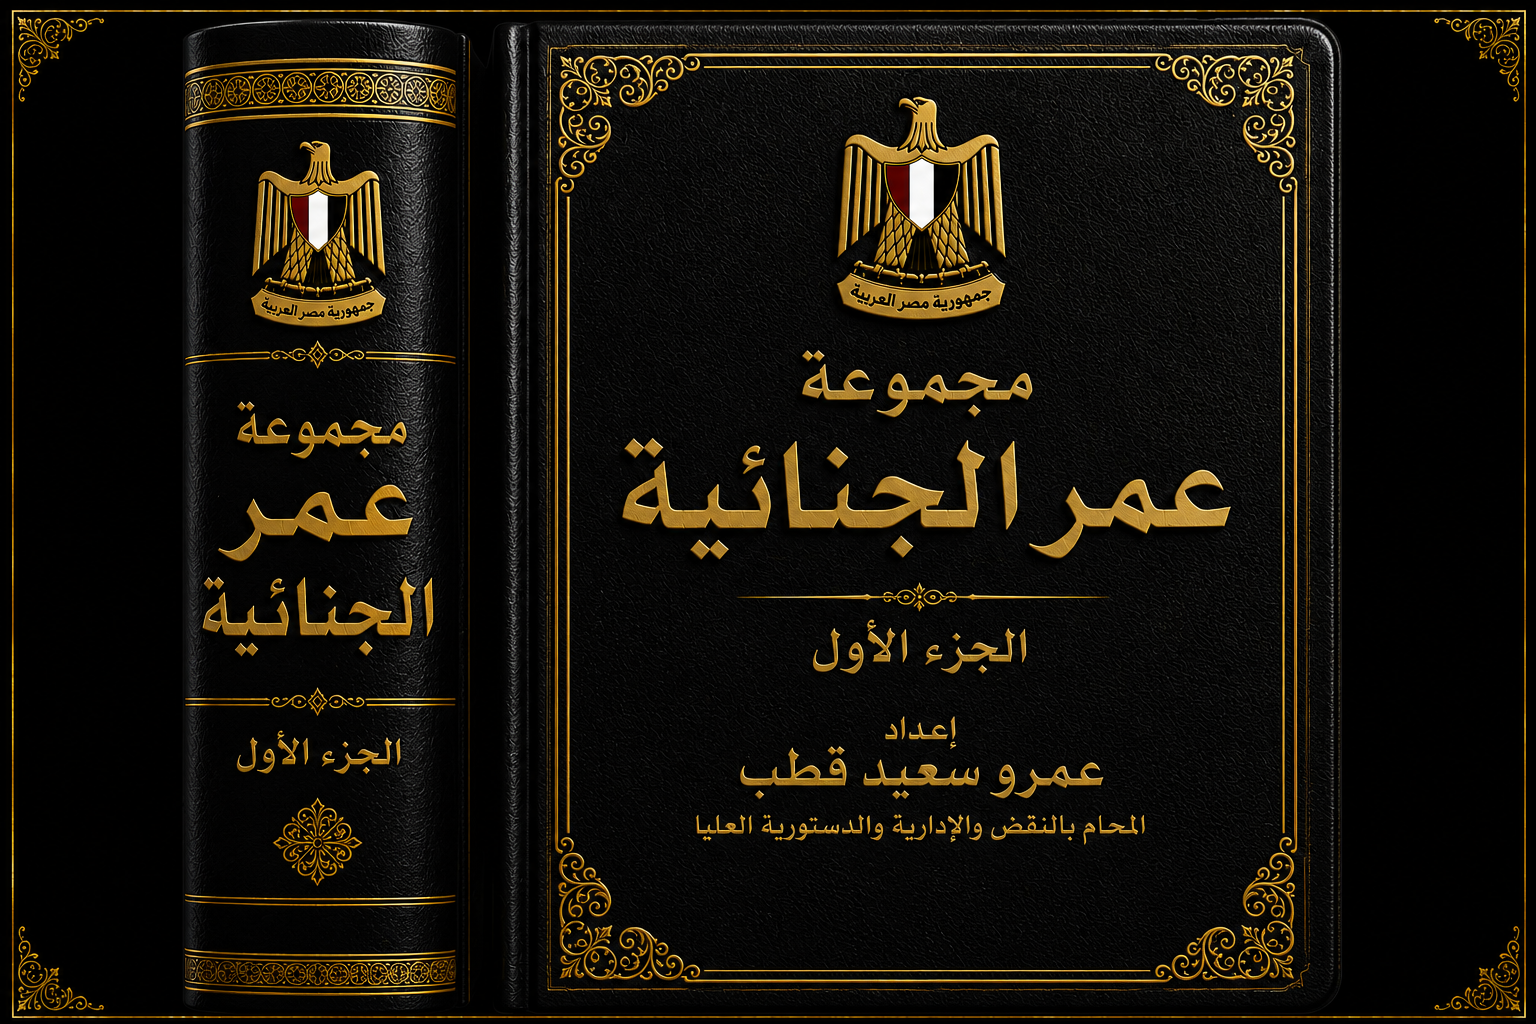 جمهورية مصر العربية
مجموعة
عمر
الجنائية
الجزء الأول
جمهورية مصر العربية
مجموعة
عمر الجنائية
الجزء الأول
إعداد
عمرو سعيد قطب
المحام بالنقض والإدارية والدستورية العليا